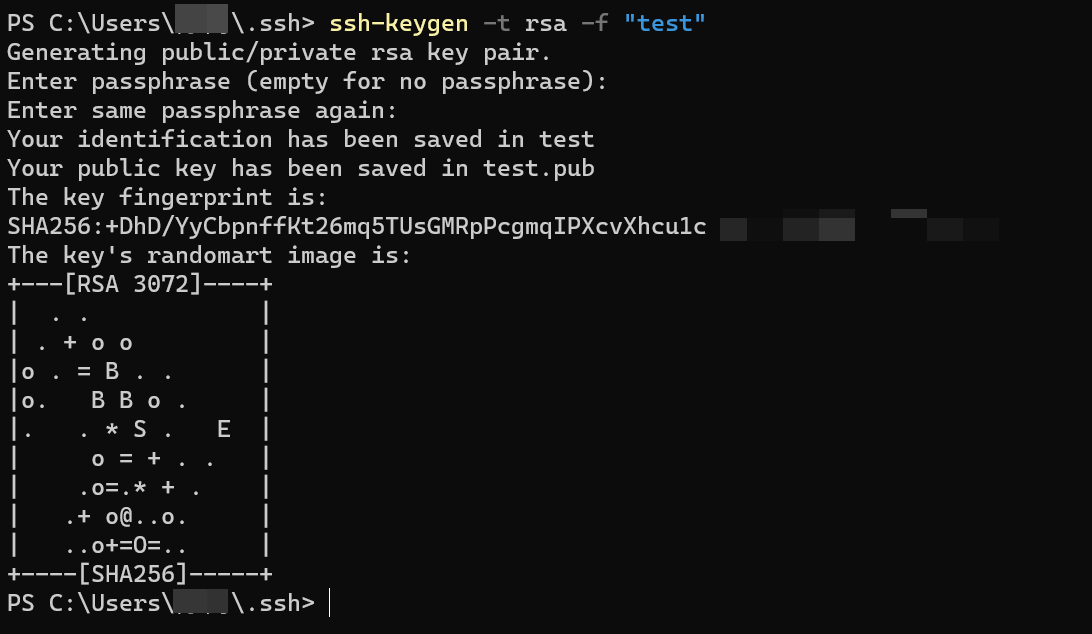 PS C:\Users\ \.ssh> ssh-keygen -t rsa -f "test"
Generating public/private rsa key pair.
Enter passphrase (empty for no passphrase):
Enter same passphrase again:
Your identification has been saved in test
Your public key has been saved in test.pub
The key fingerprint is:
SHA256:+DhD/YyCbpnffKt26mq5TUsGMRpPcgmqIPXcvXhcu1c
The key's randomart image is:
+---[RSA 3072]----+
|  . .            |
| . + o o         |
|o . = B . .      |
|o.   B B o .     |
|.   . * S .   E  |
|     o = + . .   |
|    .o=.* + .    |
|   .+ o@..o.     |
|   ..o+=O=..     |
+----[SHA256]-----+
PS C:\Users\ \.ssh>